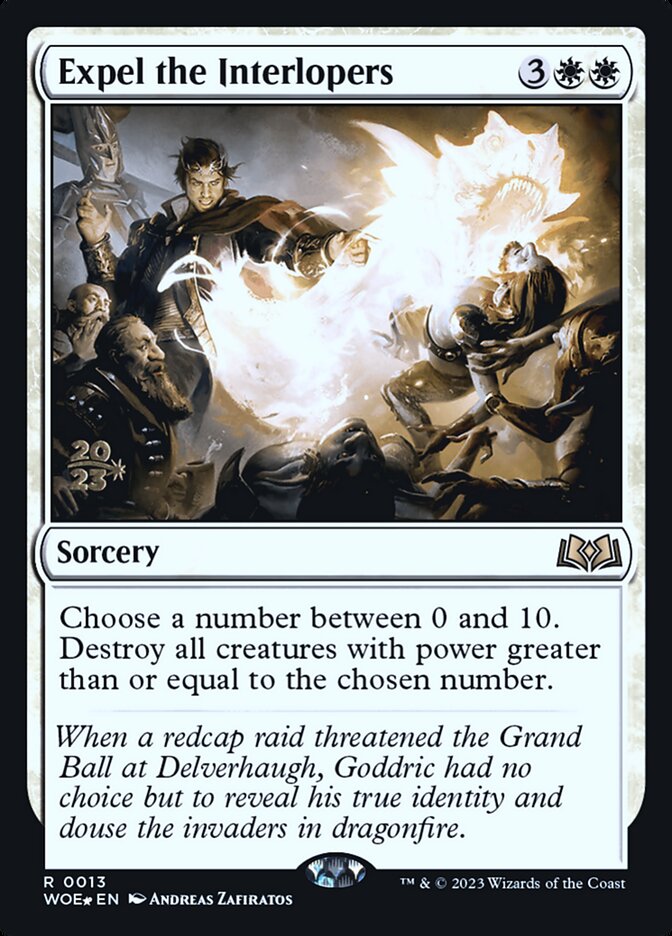 Expel the Interlopers 3
20
23
Sorcery
Choose a number between 0 and 10.
Destroy all creatures with power greater
than or equal to the chosen number.
When a redcap raid threatened the Grand
Ball at Delverhaugh, Goddric had no
choice but to reveal his true identity and
douse the invaders in dragonfire.
R 0013
WOE★EN Andreas Zafiratos
™ & © 2023 Wizards of the Coast